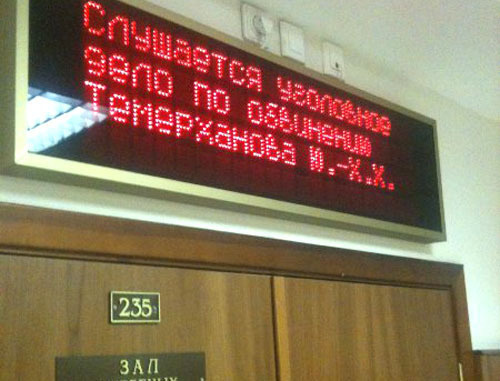 Слушается уголовное
дело по обвинению
Темерханова М.-Х.Х.
235
ЗАЛ